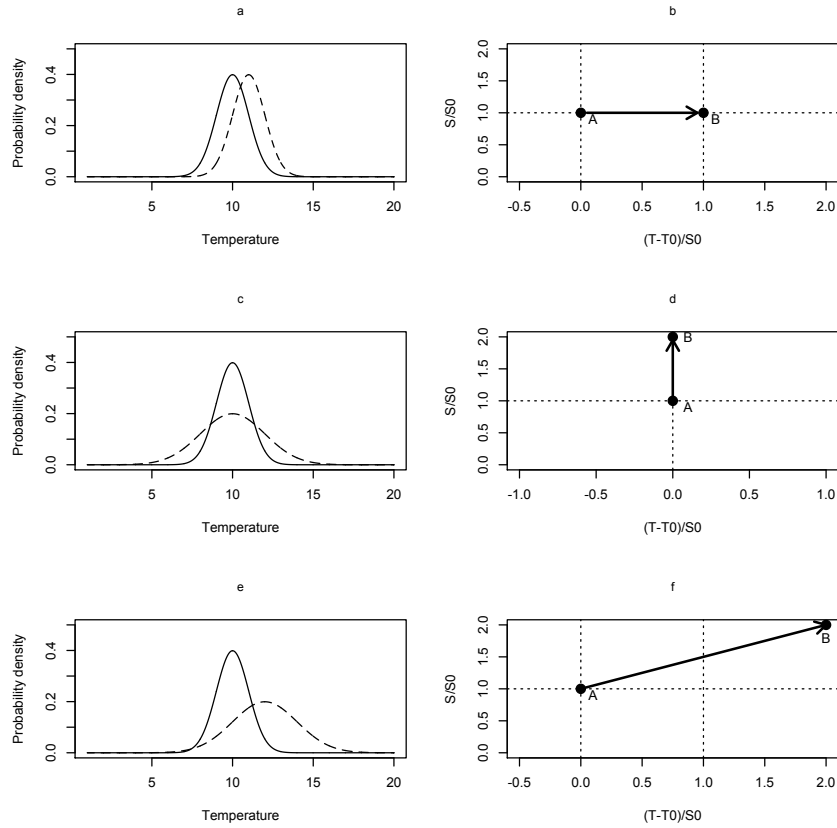 a
Probability density
0.0 0.2 0.4
5 10 15 20
Temperature
b
S/S0
0.0 0.5 1.0 1.5 2.0
A B
-0.5 0.0 0.5 1.0 1.5 2.0
(T-T0)/S0
c
Probability density
0.0 0.2 0.4
5 10 15 20
Temperature
d
S/S0
0.0 0.5 1.0 1.5 2.0
B
A
-1.0 -0.5 0.0 0.5 1.0
(T-T0)/S0
e
Probability density
0.0 0.2 0.4
5 10 15 20
Temperature
f
S/S0
0.0 0.5 1.0 1.5 2.0
B
A
-0.5 0.0 0.5 1.0 1.5 2.0
(T-T0)/S0